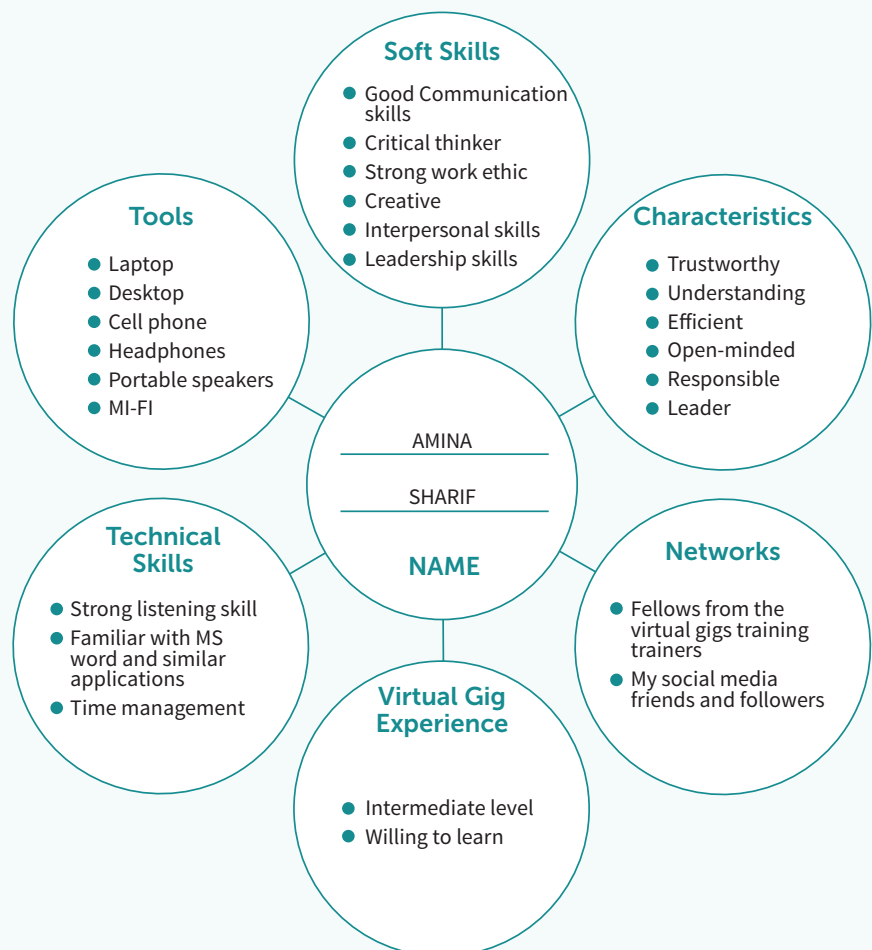 Soft Skills
Good Communication
skills
Critical thinker
Strong work ethic
Creative
Interpersonal skills
Leadership skills
Tools
Laptop
Desktop
Cell phone
Headphones
Portable speakers
MI-FI
Characteristics
Trustworthy
Understanding
Efficient
Open-minded
Responsible
Leader
AMINA
SHARIF
NAME
Technical
Skills
Strong listening skill
Familiar with MS
word and similar
applications
Time management
Networks
Fellows from the
virtual gigs training
trainers
My social media
friends and followers
Virtual Gig
Experience
Intermediate level
Willing to learn